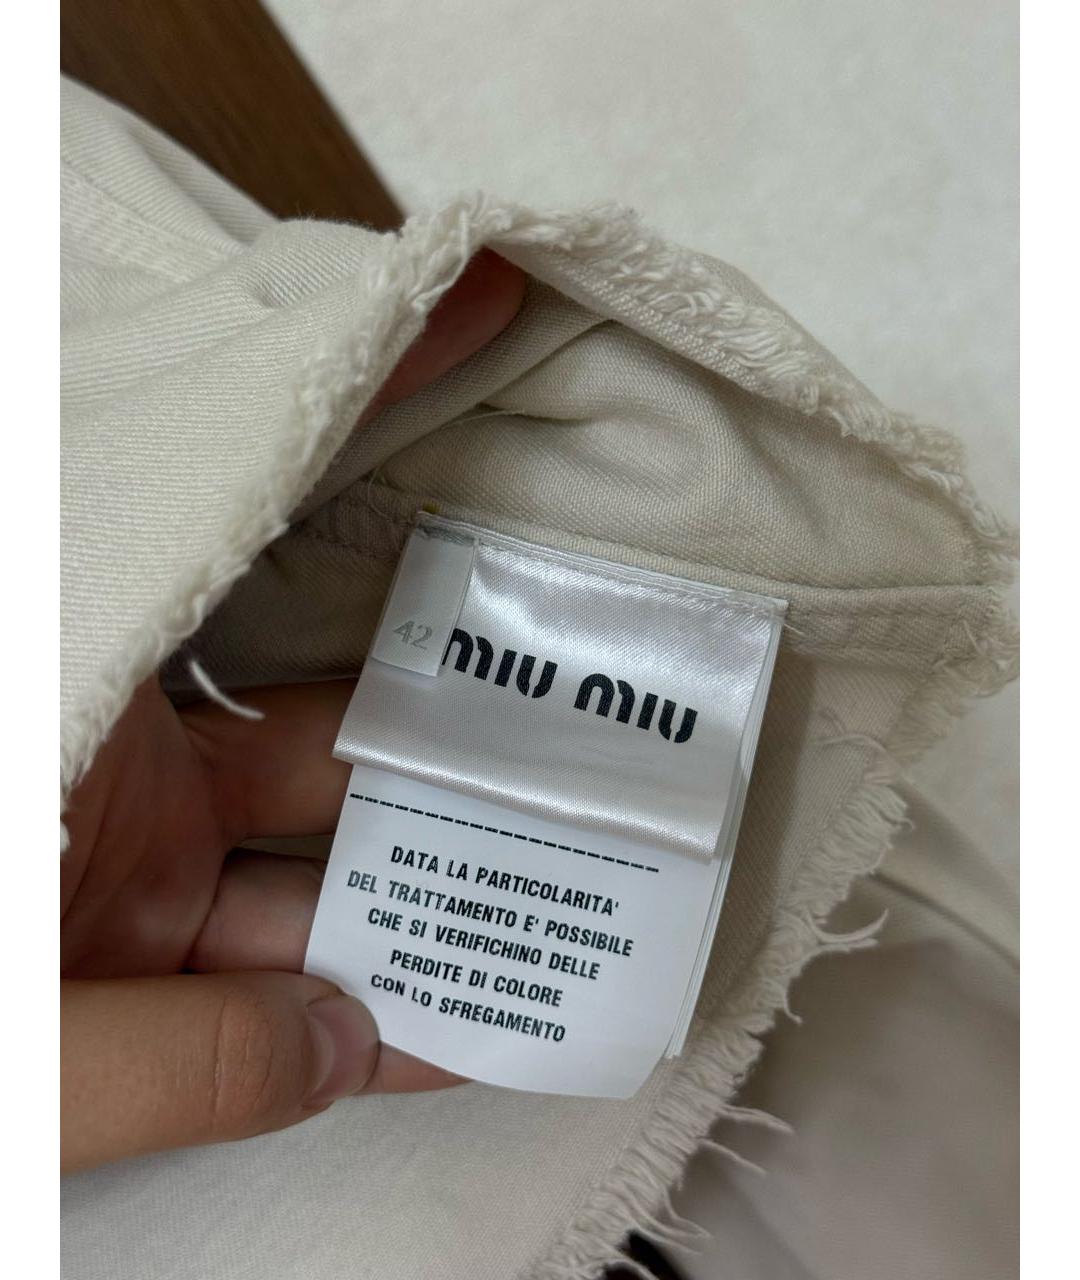 42
MIU MIU
DATA LA PARTICOLARITA'
DEL TRATTAMENTO E' POSSIBILE
CHE SI VERIFICHINO DELLE
PERDITE DI COLORE
CON LO SFREGAMENTO